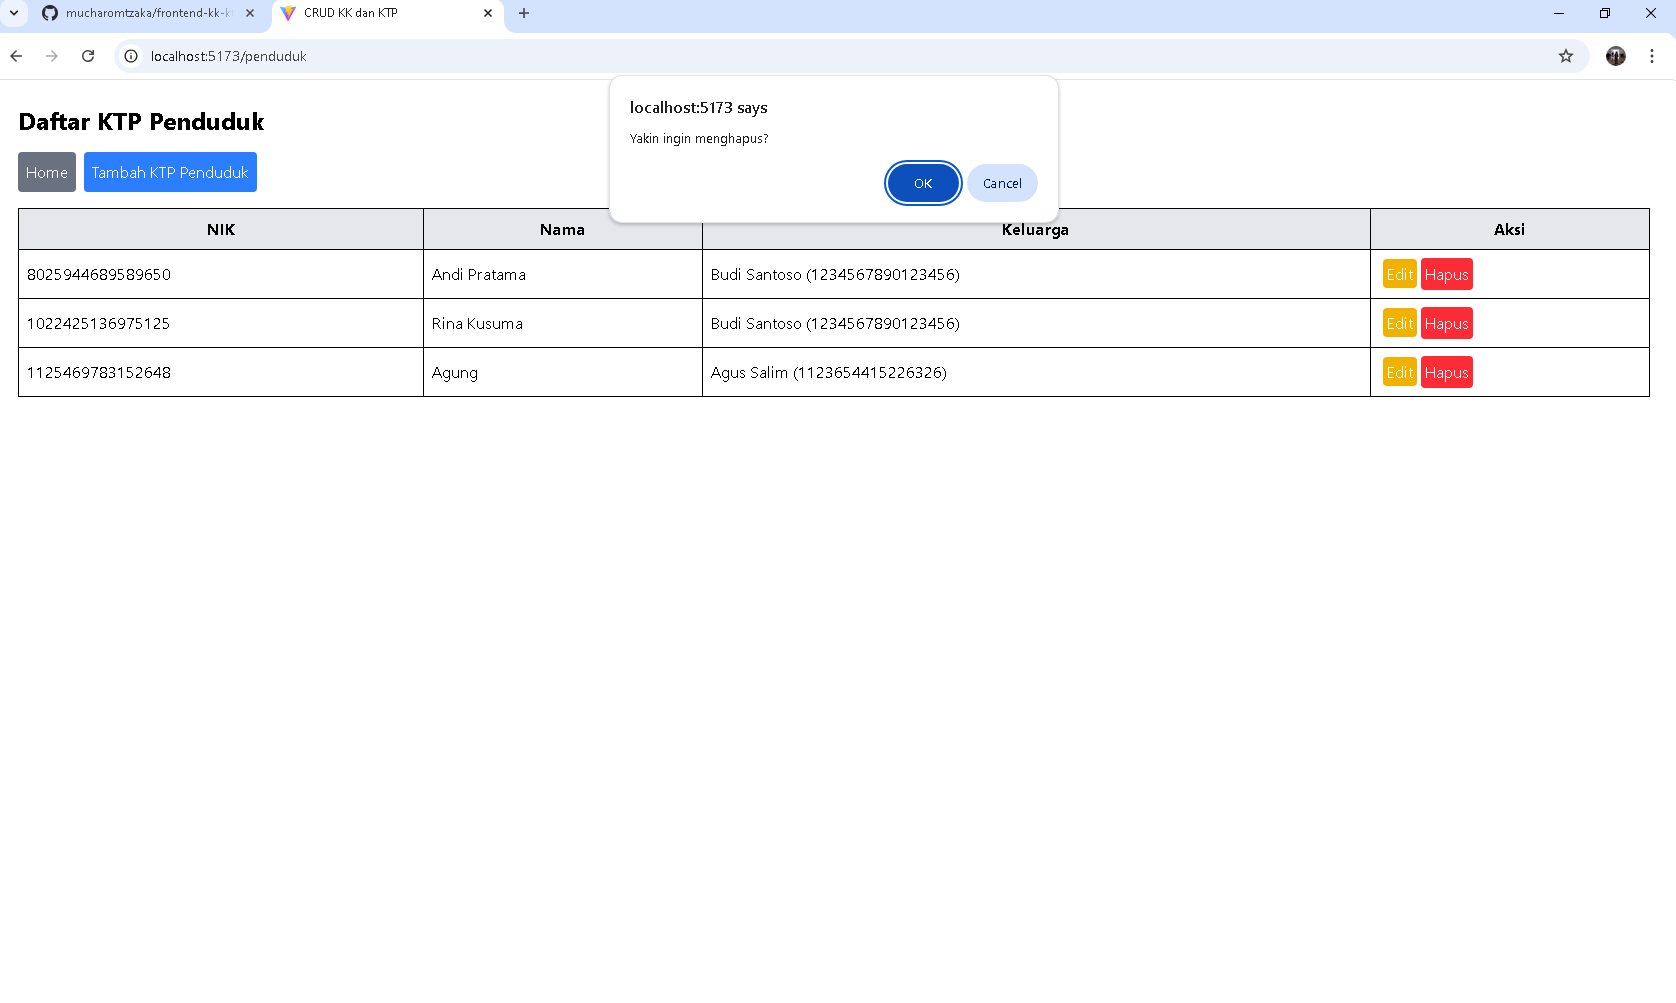 mucharomtzaka/frontend-kk-k
CRUD KK dan KTP
localhost:5173/penduduk
localhost:5173 says
Yakin ingin menghapus?
OK Cancel
Daftar KTP Penduduk
Home Tambah KTP Penduduk
NIK Nama Keluarga Aksi
8025944689589650 Andi Pratama Budi Santoso (1234567890123456) Edit Hapus
1022425136975125 Rina Kusuma Budi Santoso (1234567890123456) Edit Hapus
1125469783152648 Agung Agus Salim (1123654415226326) Edit Hapus